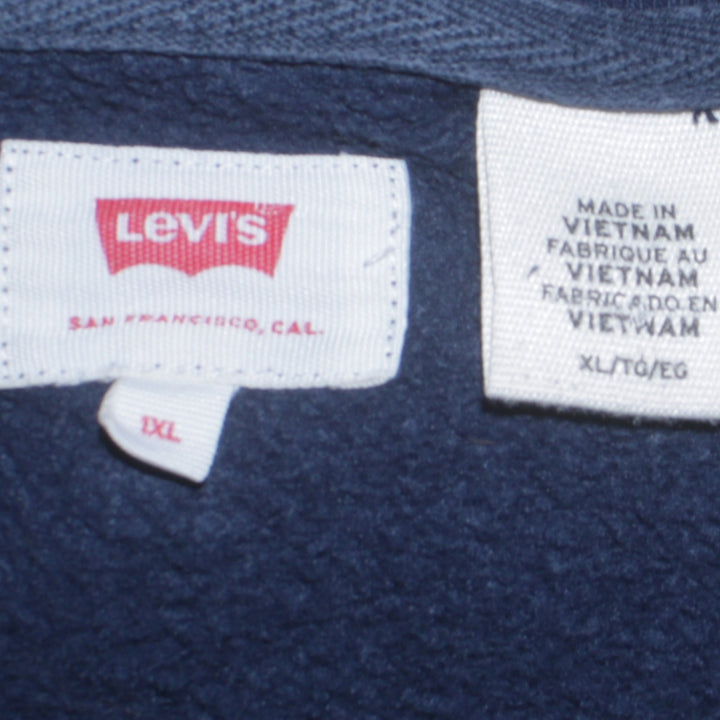 LEVI'S
SAN FRANCISCO, CAL.
1XL
MADE IN
VIETNAM
FABRIQUE AU
VIETNAM
FABRICADO EN
VIETNAM
XL/TG/EG